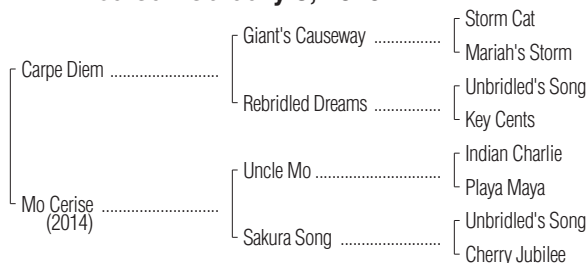 Giant's Causeway ................ Storm Cat
Mariah's Storm
Carpe Diem ..........................
Rebridled Dreams ................ Unbridled's Song
Key Cents
Uncle Mo ........................... Indian Charlie
Playa Maya
Mo Cerise ............................
(2014)
Sakura Song ....................... Unbridled's Song
Cherry Jubilee